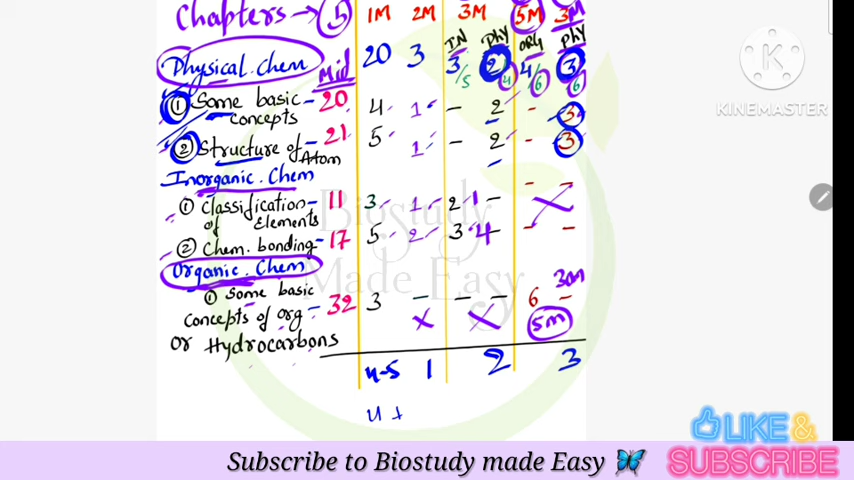 Chapters → 5 1M 2M 3M 5M 3M
IN Phy ORG Phy
Physical.chem Mid 20 3 3/5 2/4 4/6 3/6
① Some basic concepts - 20 4 1 - 2 - 3
② Structure of Atom - 21 5 1 - 2 - 3
Inorganic.Chem - -
① Classification of Elements - 11 3 1 2 1 -
② Chem. bonding - 17 5 2 3 4 - -
Organic.Chem
① Some basic concepts of org - 32 3 - - - 6 - 3M
X X 5M
or Hydrocarbons
4-5 1 2 3
4 +
Biostudy
Made Easy
KINEMASTER
LIKE &
SUBSCRIBE
Subscribe to Biostudy made Easy 🦋